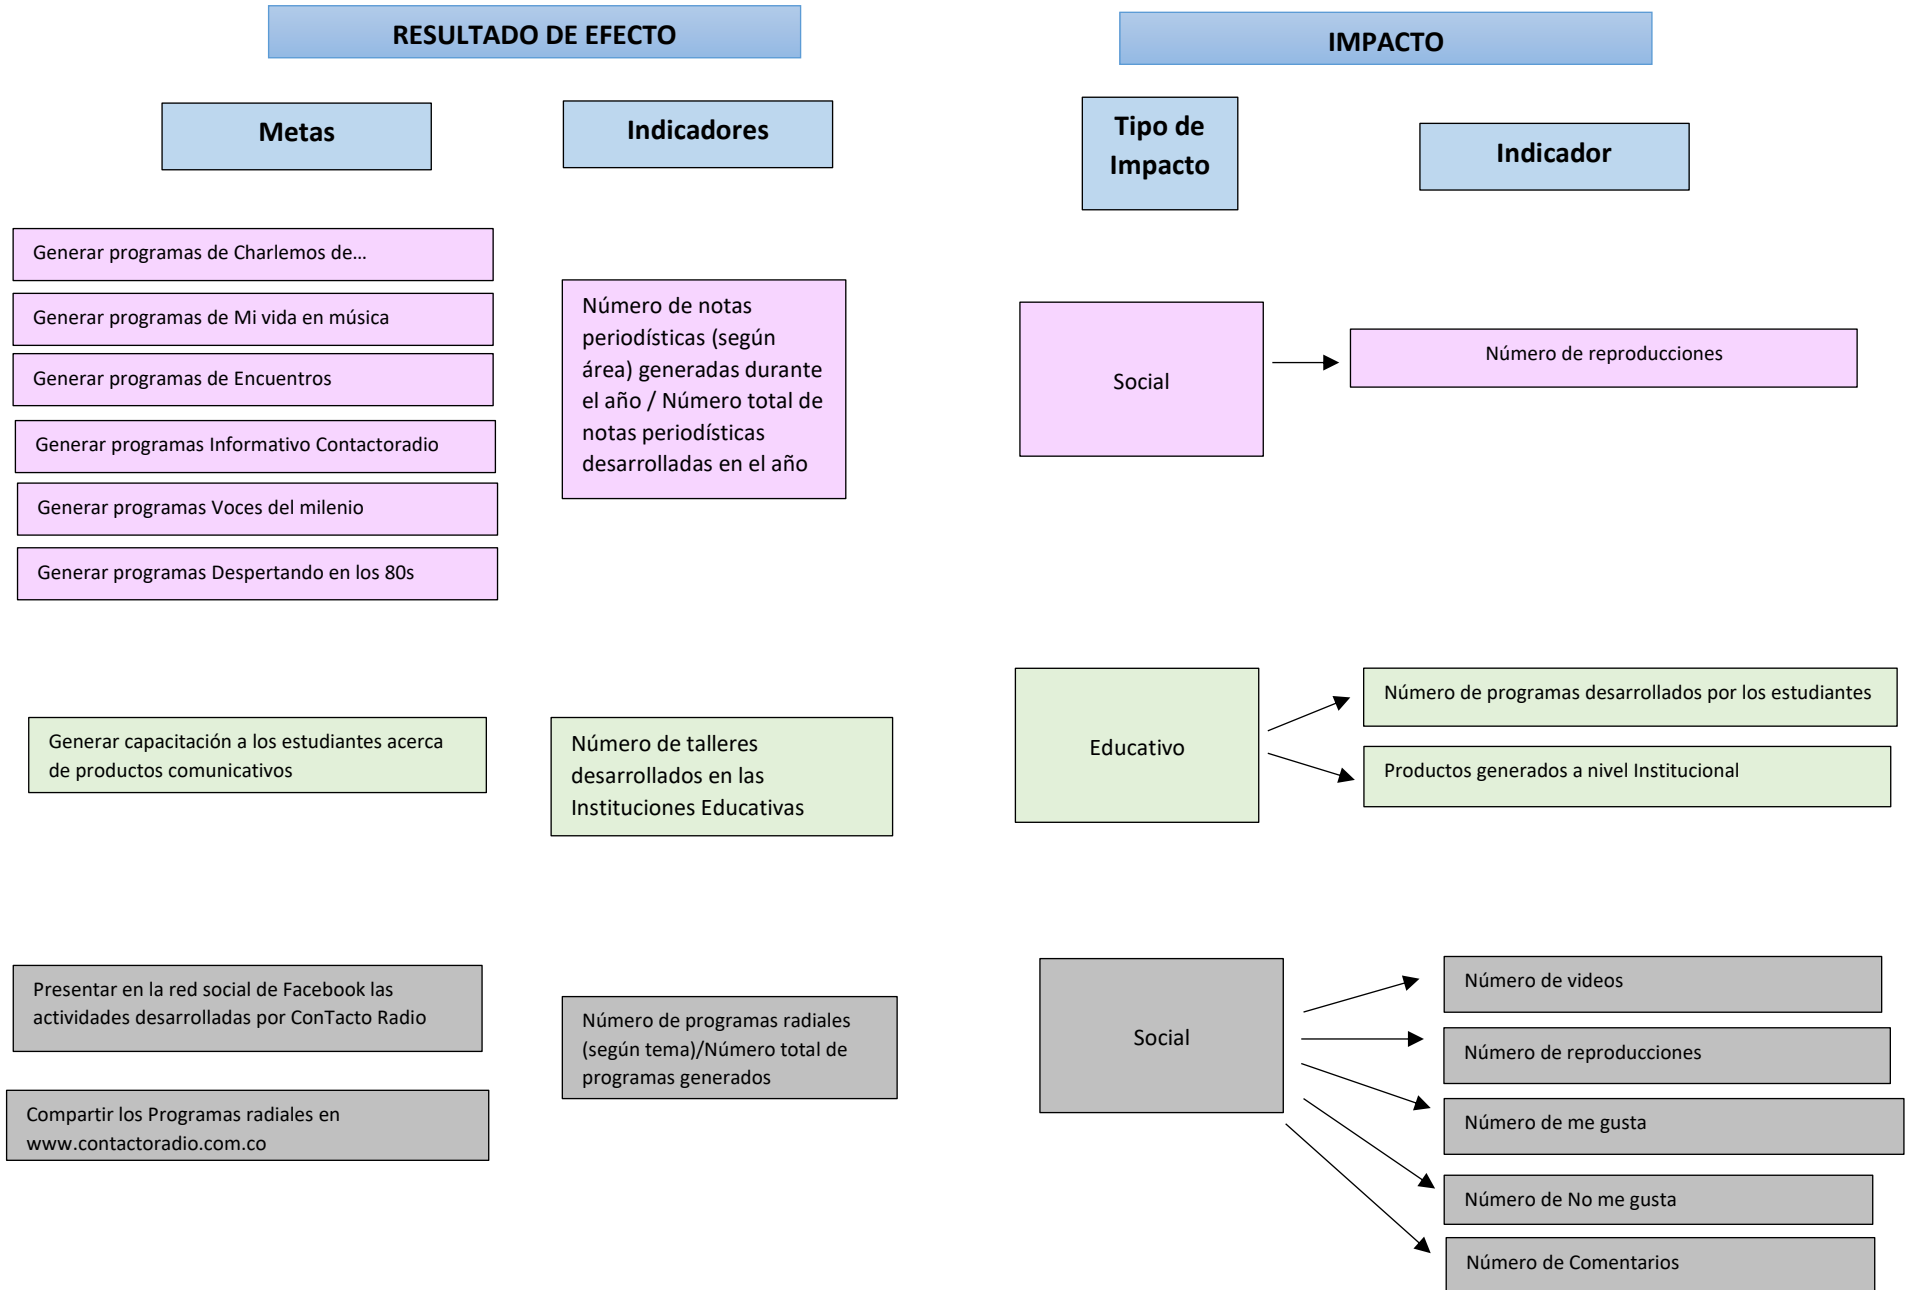 RESULTADO DE EFECTO
IMPACTO
Metas
Indicadores
Tipo de
Impacto
Indicador
Generar programas de Charlemos de…
Generar programas de Mi vida en música
Generar programas de Encuentros
Generar programas Informativo Contactoradio
Generar programas Voces del milenio
Generar programas Despertando en los 80s
Número de notas
periodísticas (según
área) generadas durante
el año / Número total de
notas periodísticas
desarrolladas en el año
Social
Número de reproducciones
Generar capacitación a los estudiantes acerca
de productos comunicativos
Número de talleres
desarrollados en las
Instituciones Educativas
Educativo
Número de programas desarrollados por los estudiantes
Productos generados a nivel Institucional
Presentar en la red social de Facebook las
actividades desarrolladas por ConTacto Radio
Compartir los Programas radiales en
www.contactoradio.com.co
Número de programas radiales
(según tema)/Número total de
programas generados
Social
Número de videos
Número de reproducciones
Número de me gusta
Número de No me gusta
Número de Comentarios